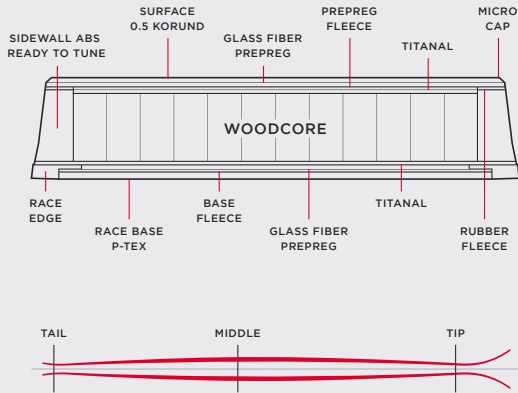 SURFACE
0.5 KORUND
PREPREG
FLEECE
MICRO
CAP
SIDEWALL ABS
READY TO TUNE
GLASS FIBER
PREPREG
TITANAL
WOODCORE
RACE
EDGE
BASE
FLEECE
TITANAL
RUBBER
FLEECE
RACE BASE
P-TEX
GLASS FIBER
PREPREG
TAIL
MIDDLE
TIP